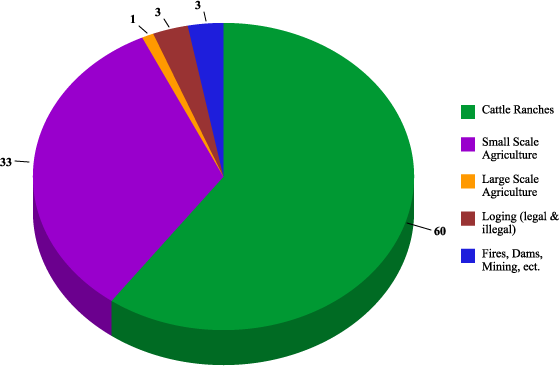 3
3
1
33
60
Cattle Ranches
Small Scale
Agriculture
Large Scale
Agriculture
Loging (legal &
illegal)
Fires, Dams,
Mining, ect.